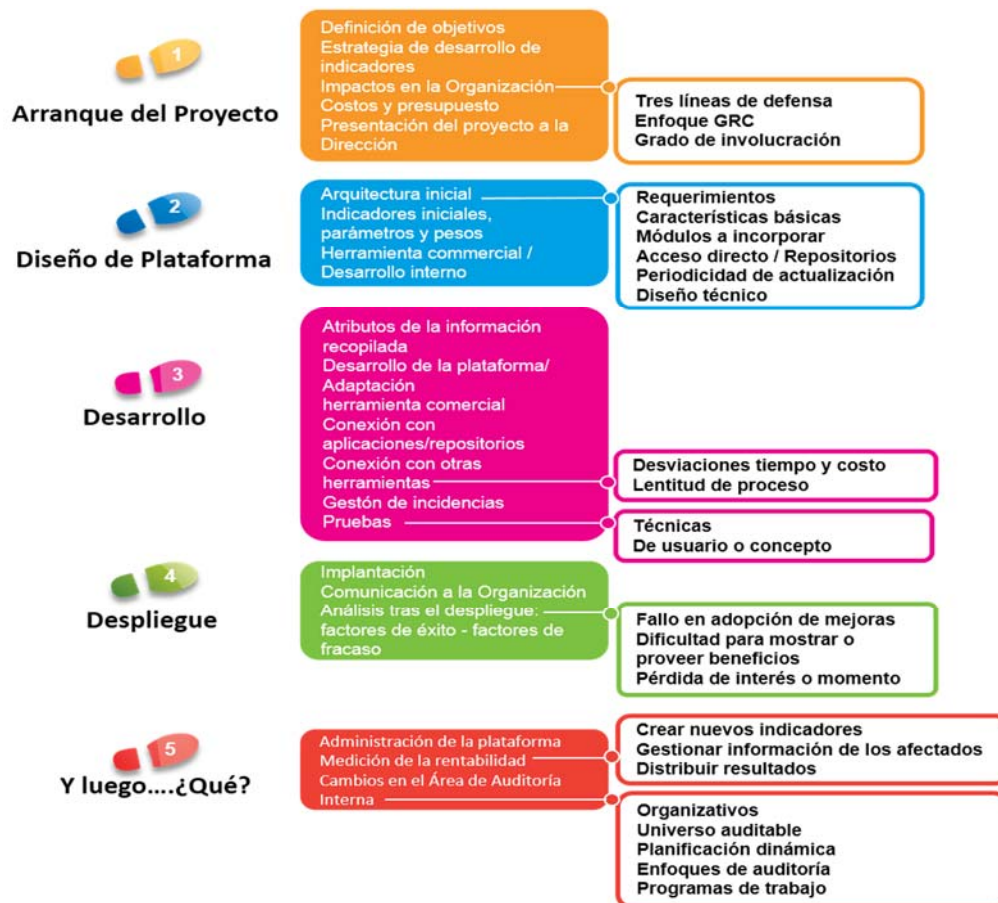 1
Arranque del Proyecto
Definición de objetivos
Estrategia de desarrollo de
indicadores
Impactos en la Organización
Costos y presupuesto
Presentación del proyecto a la
Dirección
Tres líneas de defensa
Enfoque GRC
Grado de involucración
2
Diseño de Plataforma
Arquitectura inicial
Indicadores iniciales,
parámetros y pesos
Herramienta commercial /
Desarrollo interno
Requerimientos
Características básicas
Módulos a incorporar
Acceso directo / Repositorios
Periodicidad de actualización
Diseño técnico
3
Desarrollo
Atributos de la información
recopilada
Desarrollo de la plataforma/
Adaptación
herramienta comercial
Conexión con
aplicaciones/repositorios
Conexión con otras
herramientas
Gestón de incidencias
Pruebas
Desviaciones tiempo y costo
Lentitud de proceso
Técnicas
De usuario o concepto
4
Despliegue
Implantación
Comunicación a la Organización
Análisis tras el despliegue:
factores de éxito - factores de
fracaso
Fallo en adopción de mejoras
Dificultad para mostrar o
proveer beneficios
Pérdida de interés o momento
5
Y luego....¿Qué?
Administración de la plataforma
Medición de la rentabilidad
Cambios en el Área de Auditoría
Interna
Crear nuevos indicadores
Gestionar información de los afectados
Distribuir resultados
Organizativos
Universo auditable
Planificación dinámica
Enfoques de auditoría
Programas de trabajo